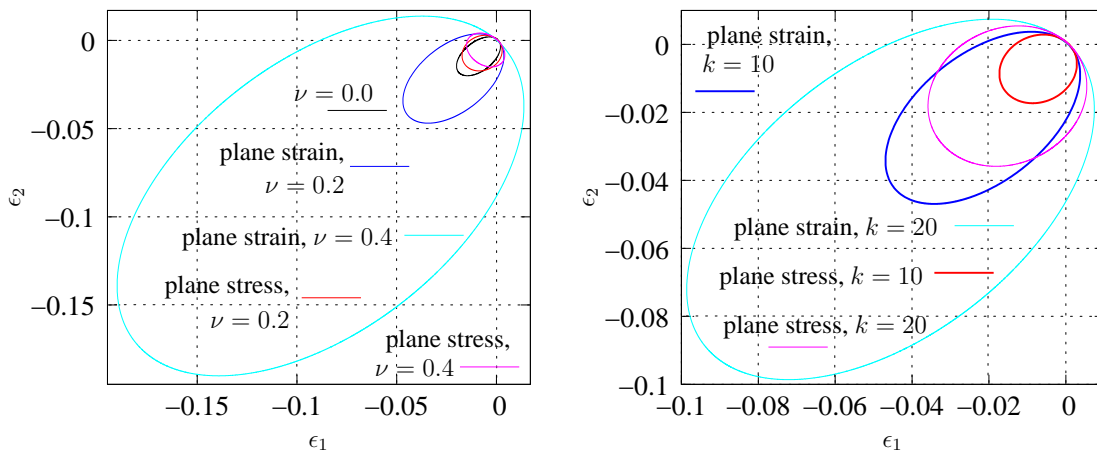 0
−0.05
−0.1
−0.15
ϵ2
ν = 0.0
plane strain,
ν = 0.2
plane strain, ν = 0.4
plane stress,
ν = 0.2
plane stress,
ν = 0.4
−0.15
−0.1
−0.05
0
ϵ1
0
−0.02
−0.04
−0.06
−0.08
−0.1
ϵ2
plane strain,
k = 10
plane strain, k = 20
plane stress, k = 10
plane stress, k = 20
−0.1
−0.08
−0.06
−0.04
−0.02
0
ϵ1